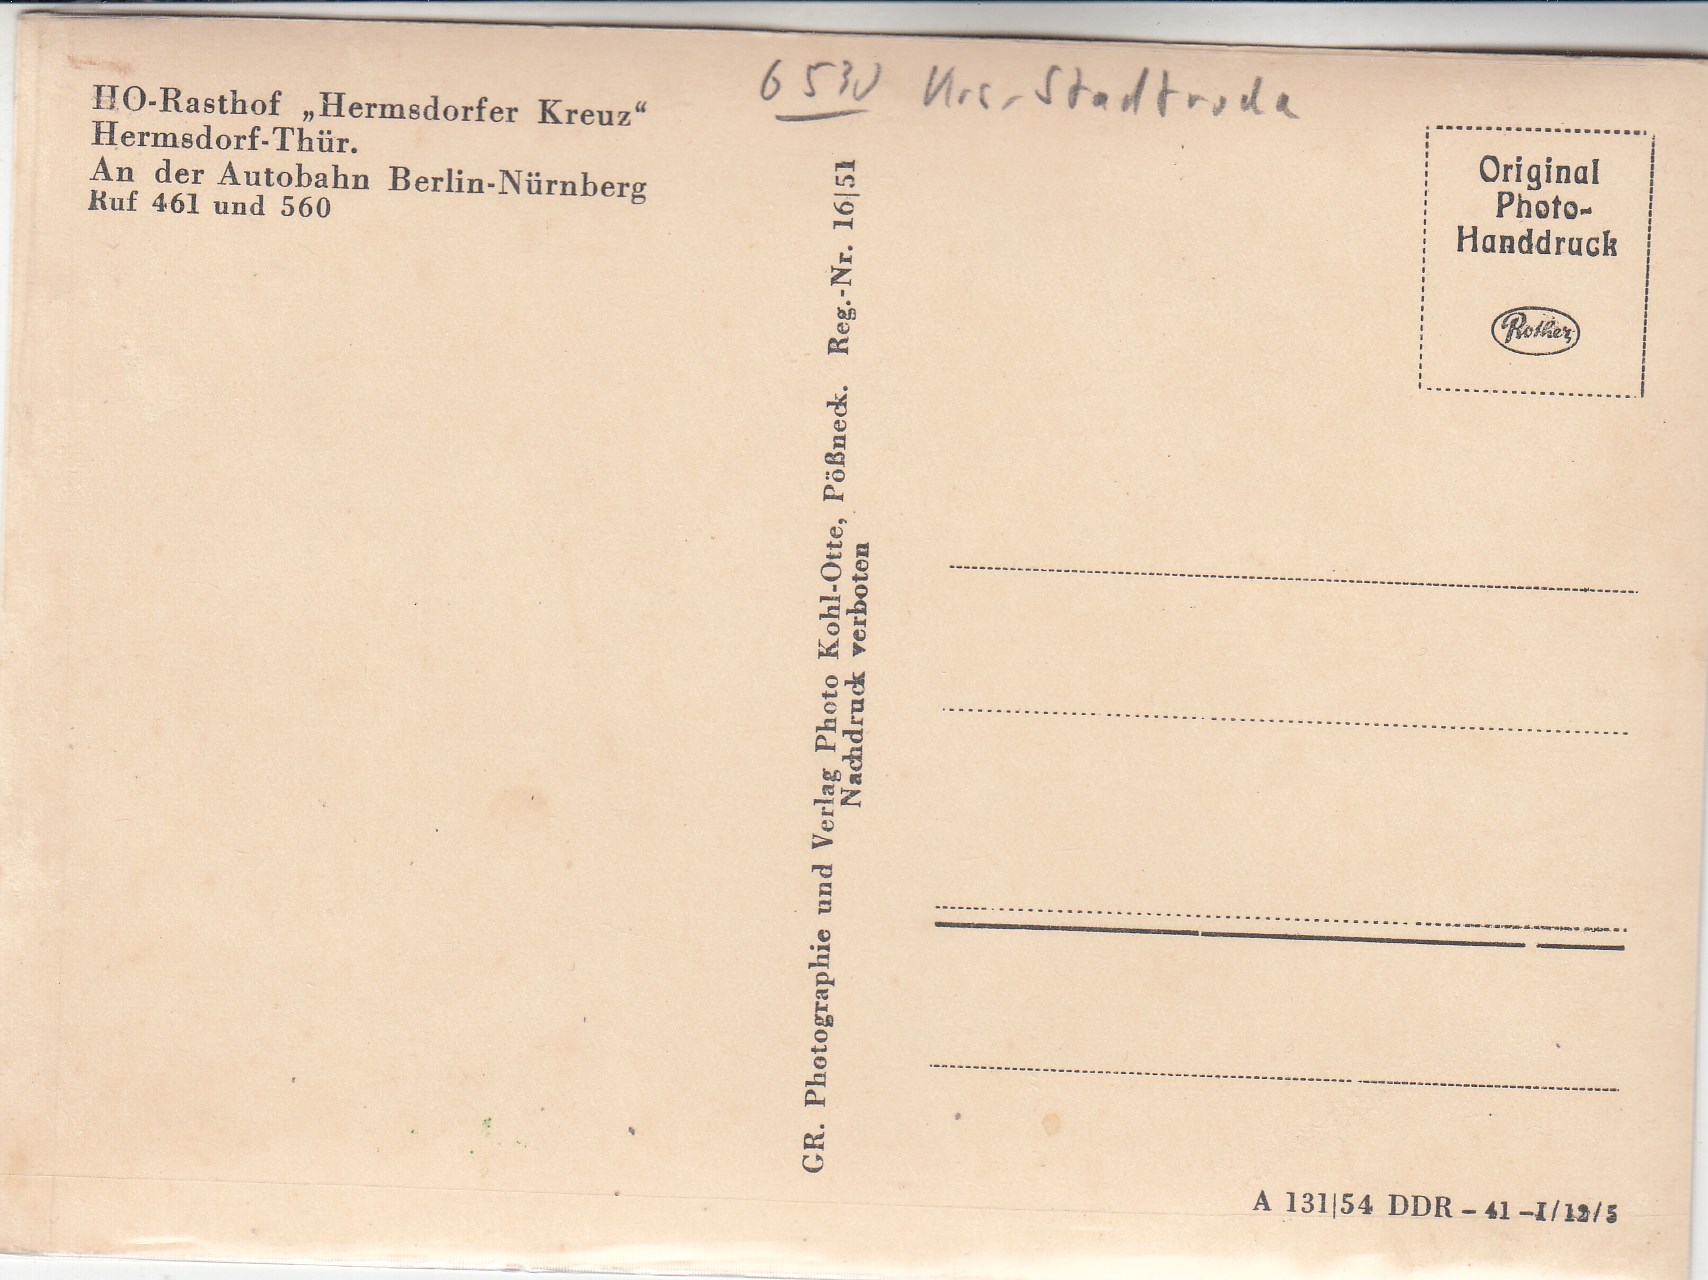 6530 Krs. Stadtroda
HO-Rasthof „Hermsdorfer Kreuz“
Hermsdorf-Thür.
An der Autobahn Berlin-Nürnberg
Ruf 461 und 560
GR. Photographie und Verlag Photo Kohl-Otte, Pößneck. Reg.-Nr. 16|51
Nachdruck verboten
Original
Photo-
Handdruck
Rother
A 131|54 DDR – 41 –I/12/5